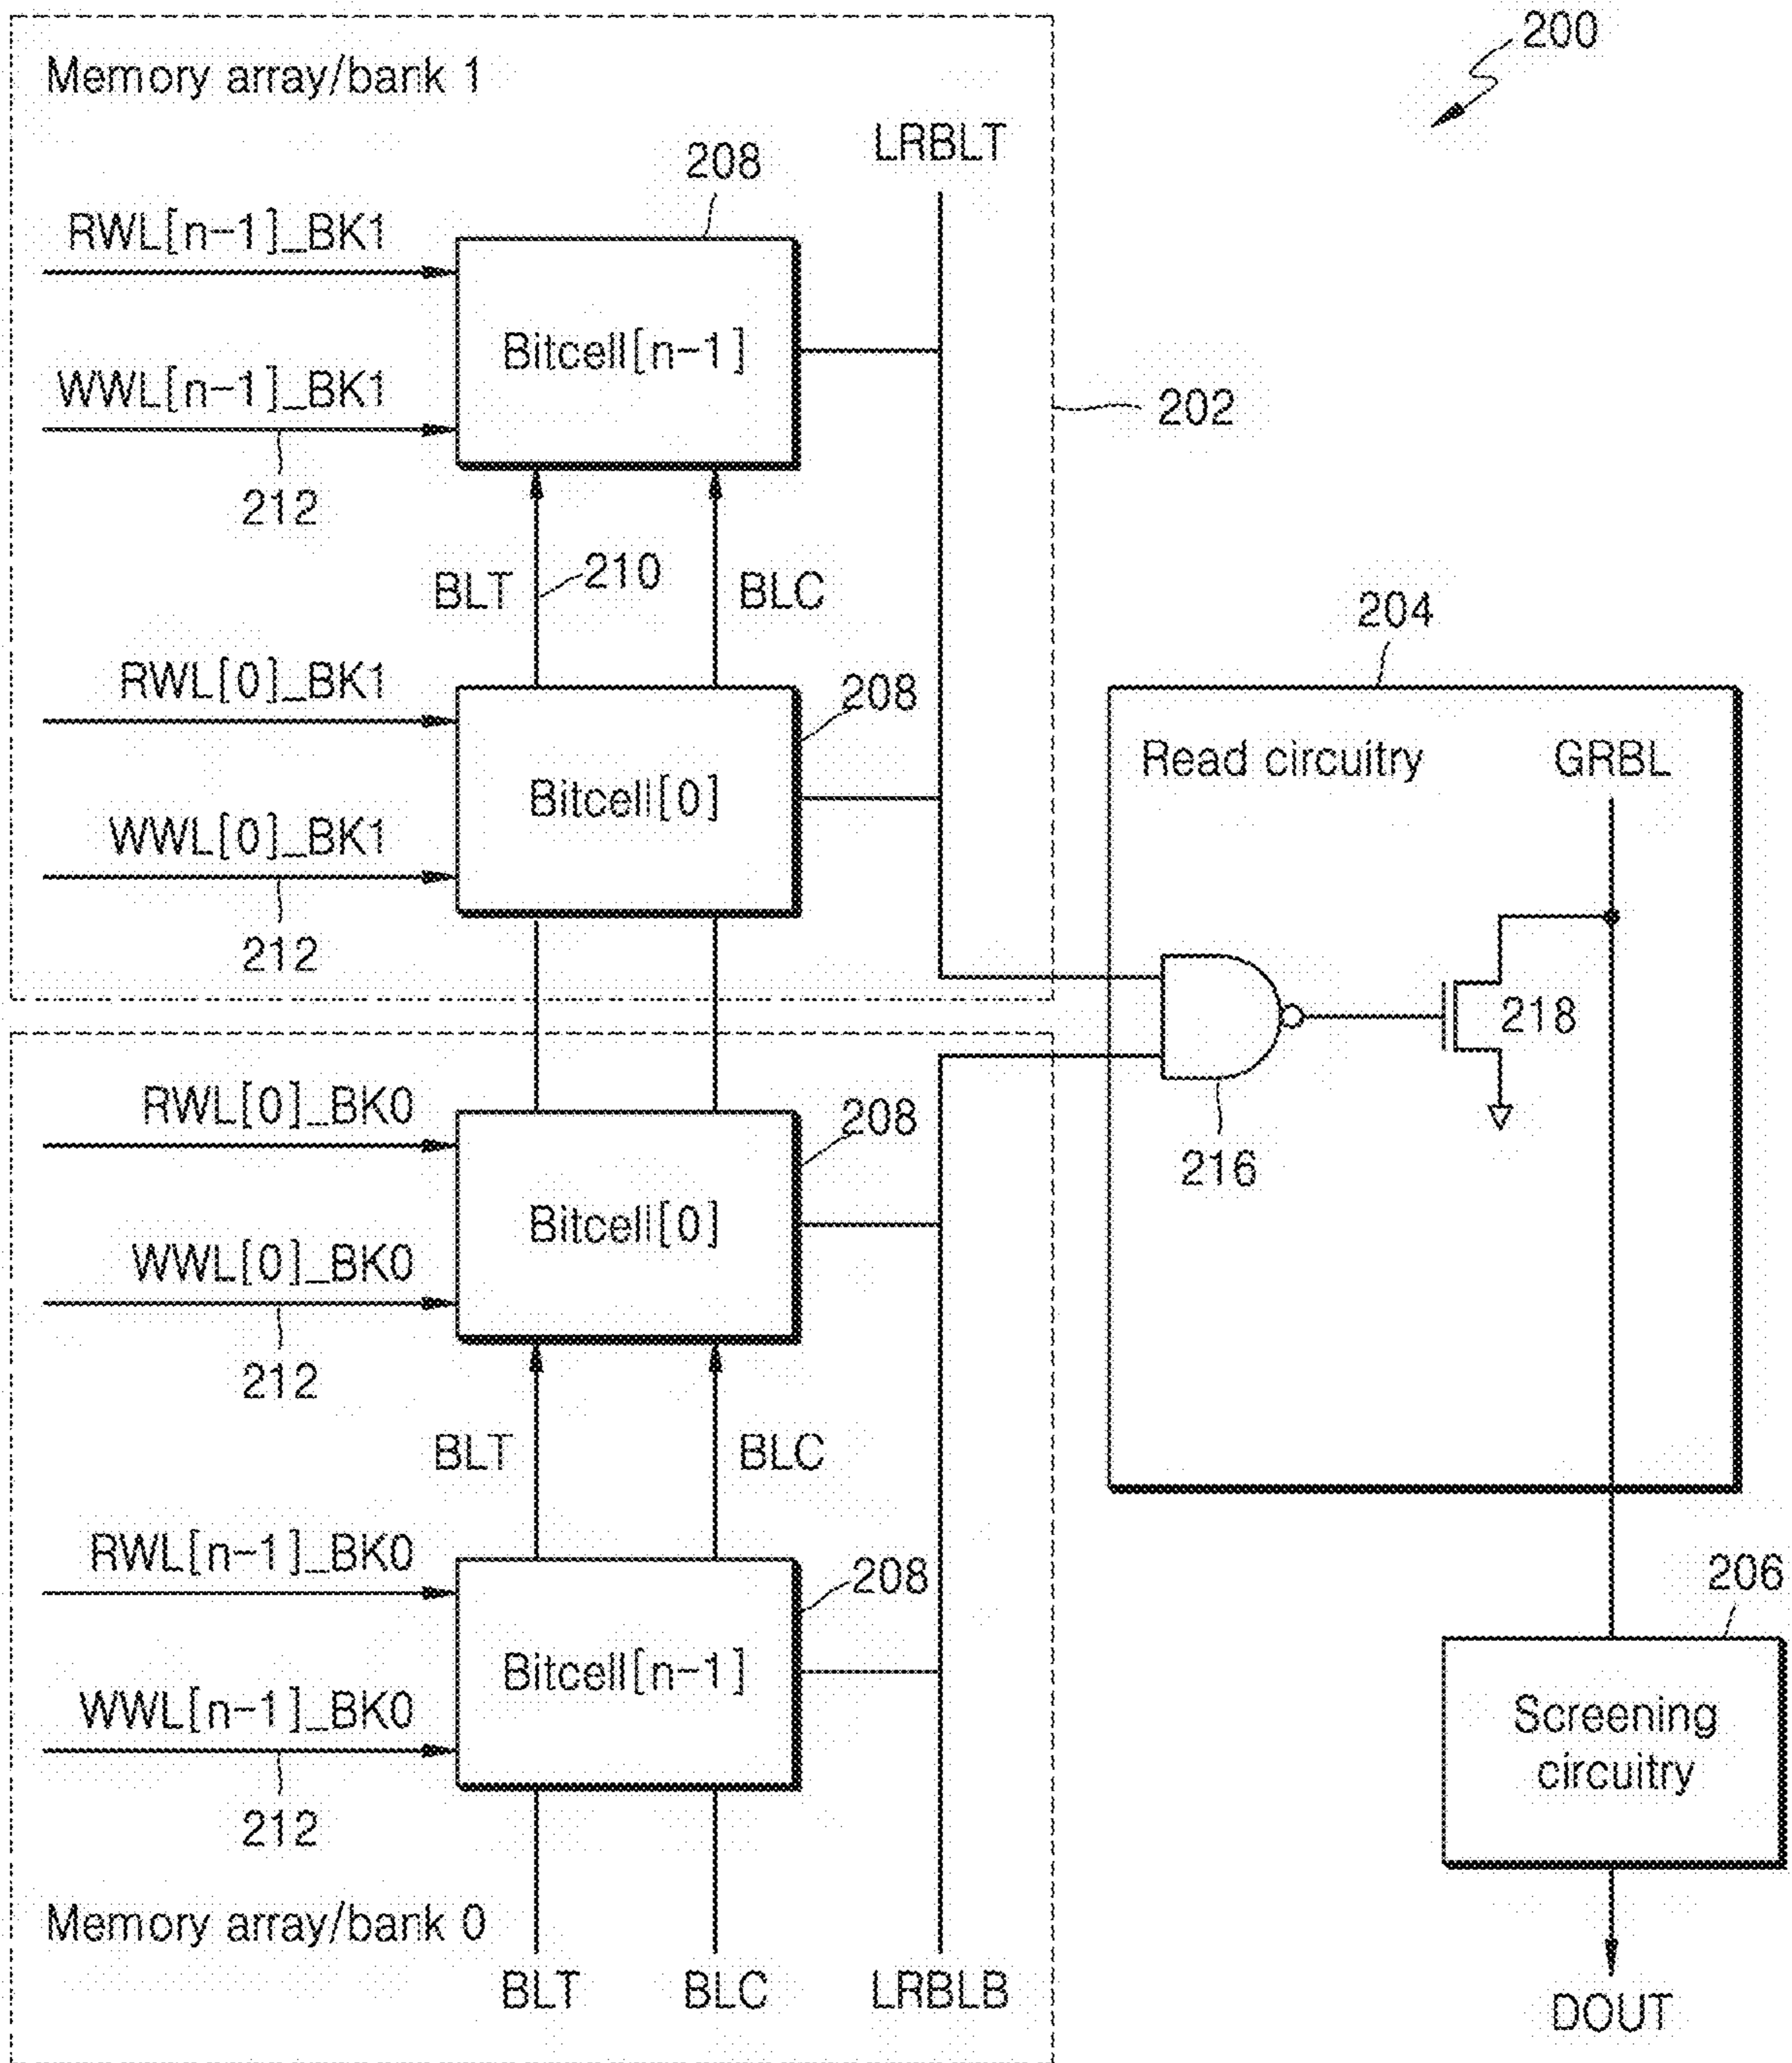 200
Memory array/bank 1
LRBLT
208
RWL[n-1]_BK1
Bitcell[n-1]
WWL[n-1]_BK1
202
212
BLT
210
BLC
204
RWL[0]_BK1
208
Read circuitry
GRBL
Bitcell[0]
WWL[0]_BK1
212
218
RWL[0]_BK0
208
216
Bitcell[0]
WWL[0]_BK0
212
BLT
BLC
RWL[n-1]_BK0
208
206
Bitcell[n-1]
WWL[n-1]_BK0
Screening
circuitry
212
Memory array/bank 0
BLT
BLC
LRBLB
DOUT